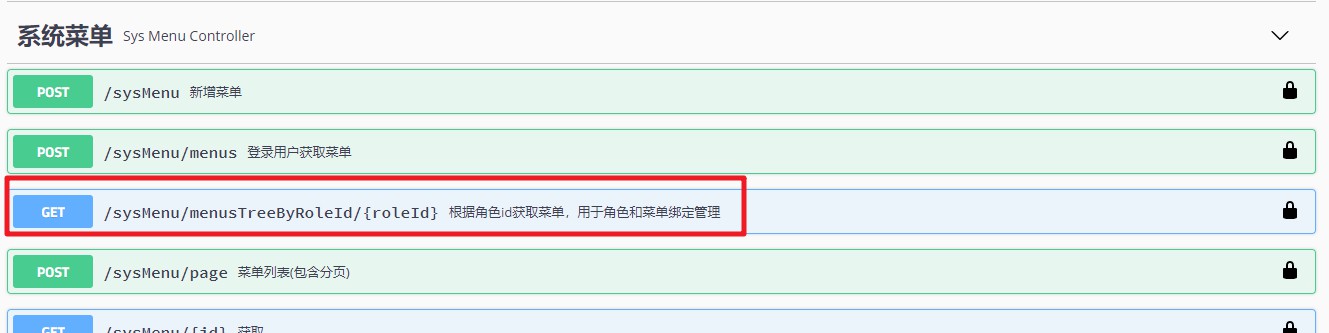 系统菜单 Sys Menu Controller
POST /sysMenu 新增菜单
POST /sysMenu/menus 登录用户获取菜单
GET /sysMenu/menusTreeByRoleId/{roleId} 根据角色id获取菜单，用于角色和菜单绑定管理
POST /sysMenu/page 菜单列表(包含分页)
GET /sysMenu/{id} 获取